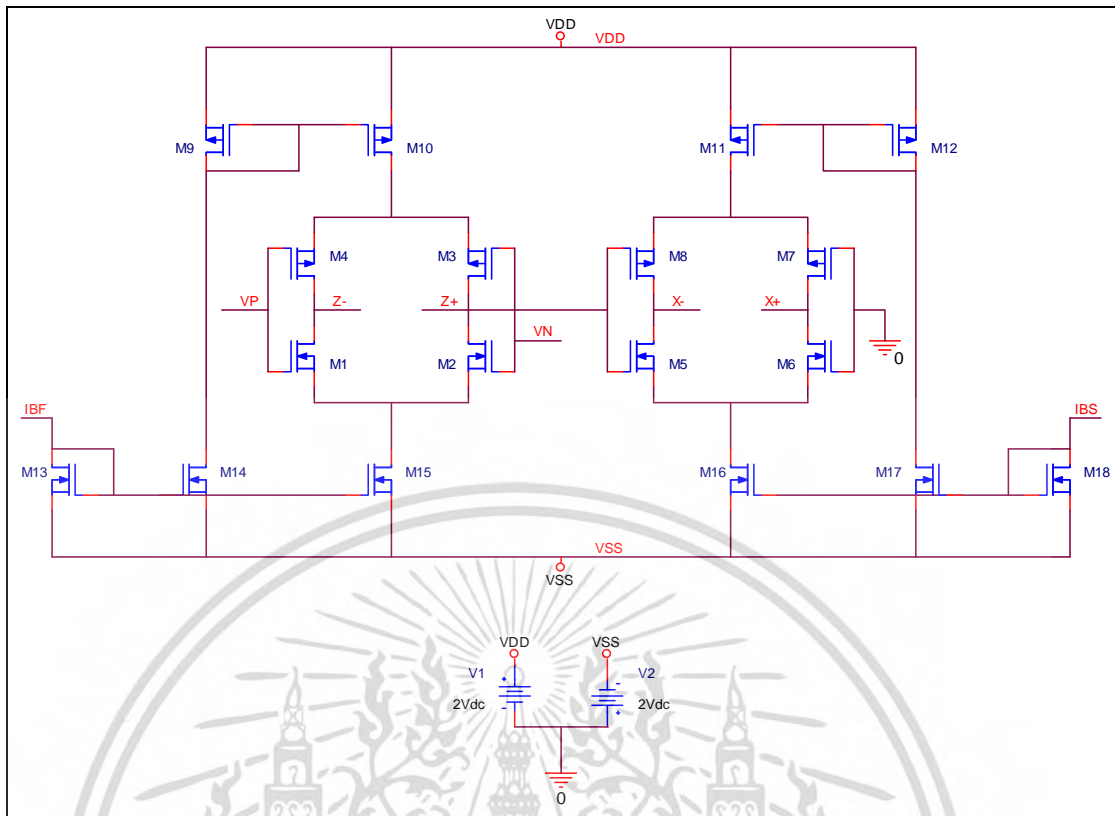 VDD
VDD
M9
M10
M11
M12
M4
M3
M8
M7
VP
Z-
Z+
X-
X+
VN
M1
M2
M5
M6
0
IBF
IBS
M13
M14
M15
M16
M17
M18
VSS
VSS
VDD
VSS
V1
V2
+
-
2Vdc
2Vdc
-
+
0